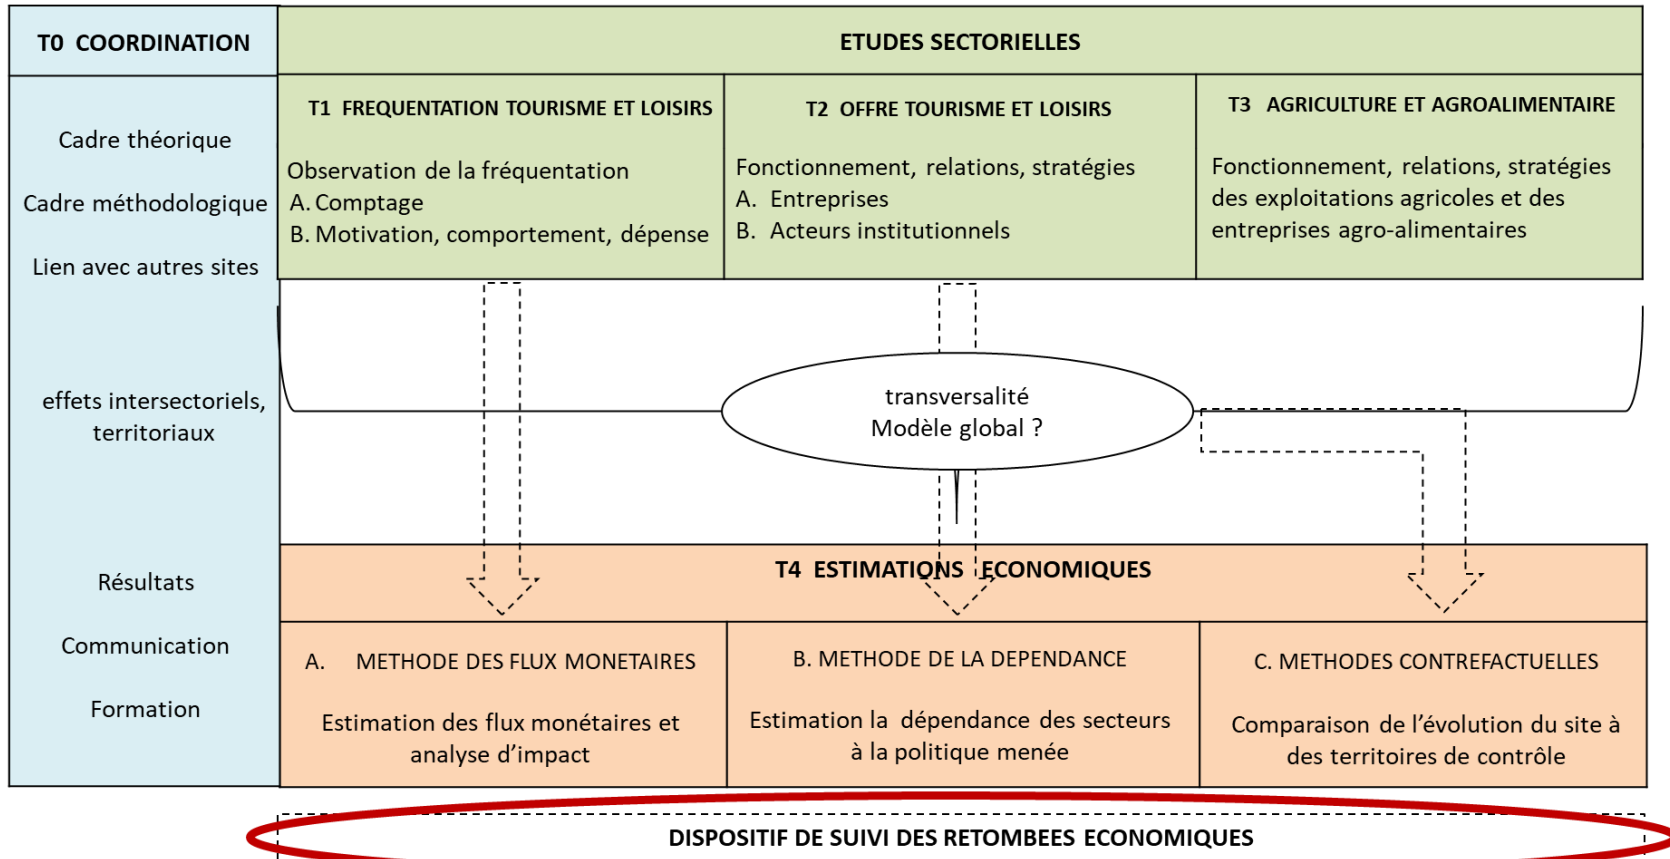 T0 COORDINATION
Cadre théorique
Cadre méthodologique
Lien avec autres sites
effets intersectoriels,
territoriaux
Résultats
Communication
Formation
ETUDES SECTORIELLES
T1 FREQUENTATION TOURISME ET LOISIRS
Observation de la fréquentation
A. Comptage
B. Motivation, comportement, dépense
T2 OFFRE TOURISME ET LOISIRS
Fonctionnement, relations, stratégies
A. Entreprises
B. Acteurs institutionnels
T3 AGRICULTURE ET AGROALIMENTAIRE
Fonctionnement, relations, stratégies
des exploitations agricoles et des
entreprises agro-alimentaires
transversalité
Modèle global ?
T4 ESTIMATIONS ECONOMIQUES
A. METHODE DES FLUX MONETAIRES
Estimation des flux monétaires et
analyse d’impact
B. METHODE DE LA DEPENDANCE
Estimation la dépendance des secteurs
à la politique menée
C. METHODES CONTREFACTUELLES
Comparaison de l’évolution du site à
des territoires de contrôle
DISPOSITIF DE SUIVI DES RETOMBEES ECONOMIQUES